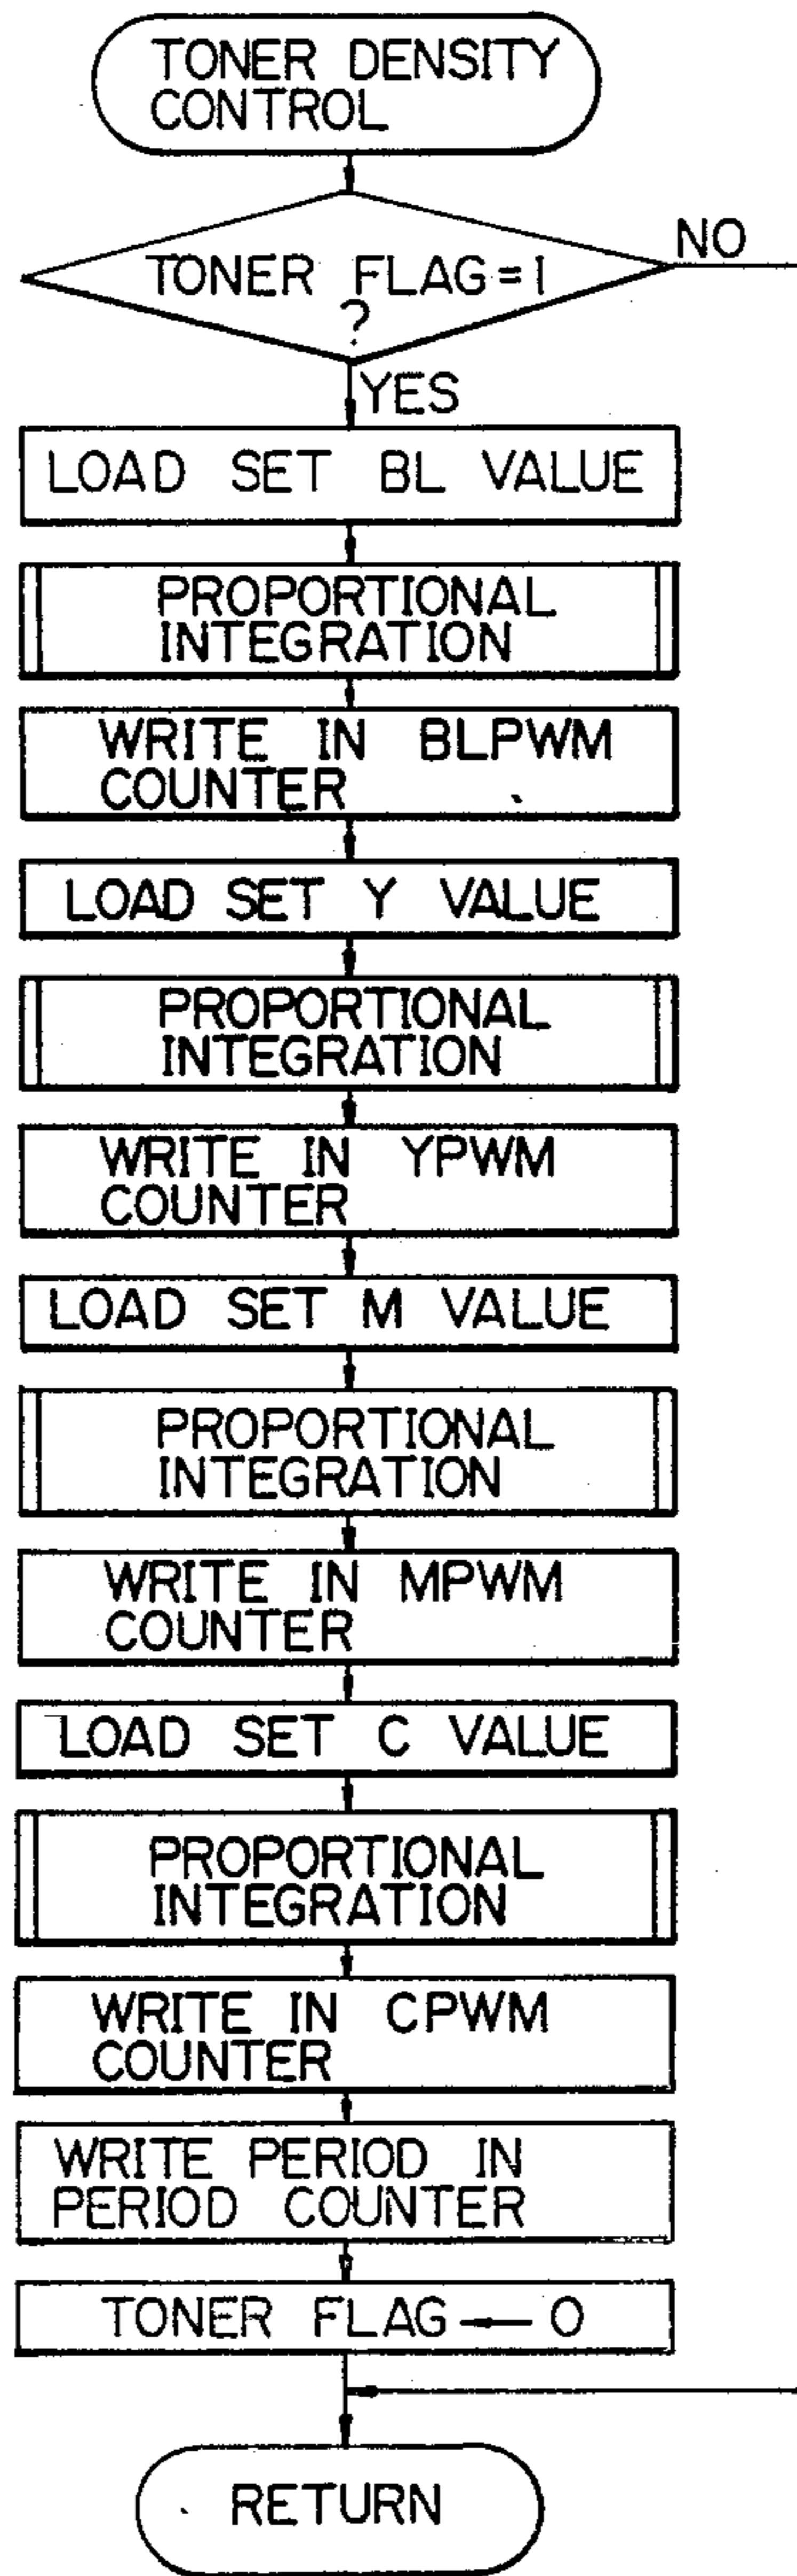 TONER DENSITY
CONTROL
NO
TONER FLAG=1
?
YES
LOAD SET BL VALUE
PROPORTIONAL
INTEGRATION
WRITE IN BLPWM
COUNTER
LOAD SET Y VALUE
PROPORTIONAL
INTEGRATION
WRITE IN YPWM
COUNTER
LOAD SET M VALUE
PROPORTIONAL
INTEGRATION
WRITE IN MPWM
COUNTER
LOAD SET C VALUE
PROPORTIONAL
INTEGRATION
WRITE IN CPWM
COUNTER
WRITE PERIOD IN
PERIOD COUNTER
TONER FLAG ← 0
RETURN